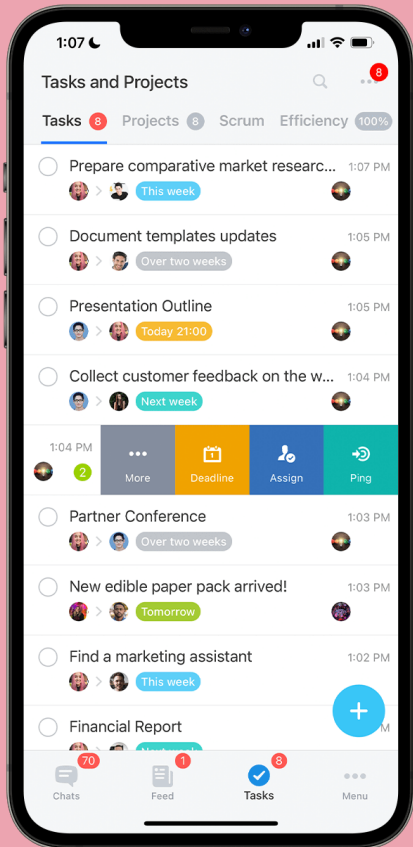 1:07
Tasks and Projects
8
Tasks 8 Projects 8 Scrum Efficiency 100%
Prepare comparative market researc... 1:07 PM
This week
Document templates updates 1:05 PM
Over two weeks
Presentation Outline 1:05 PM
Today 21:00
Collect customer feedback on the w... 1:04 PM
Next week
1:04 PM
2
More Deadline Assign Ping
Partner Conference 1:03 PM
Over two weeks
New edible paper pack arrived! 1:03 PM
Tomorrow
Find a marketing assistant 1:02 PM
This week
Financial Report
Next week
70 1 8
Chats Feed Tasks Menu